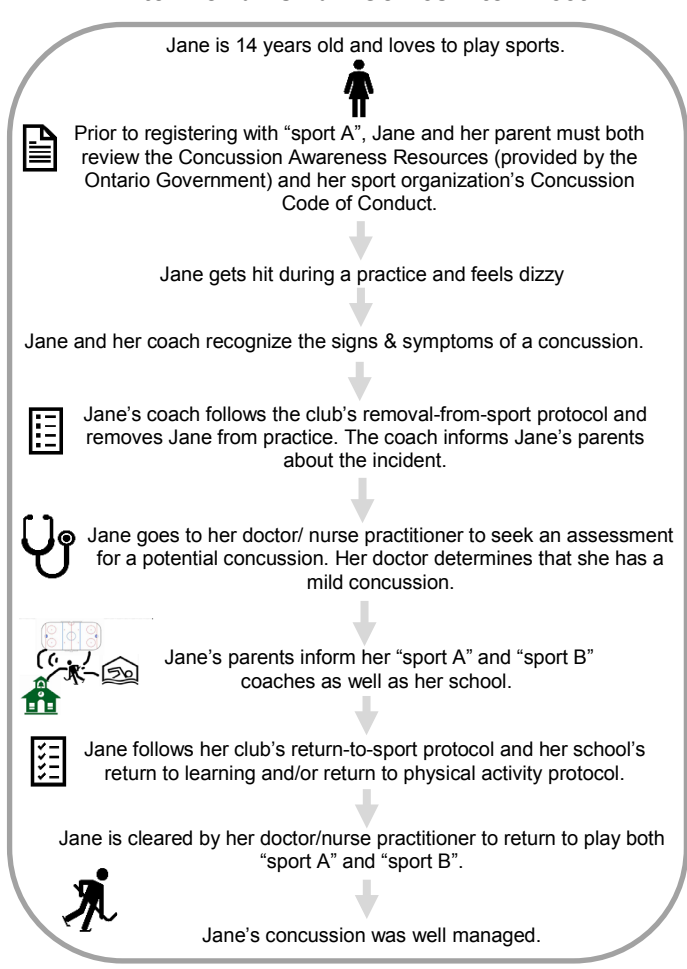 Jane is 14 years old and loves to play sports.
Prior to registering with “sport A”, Jane and her parent must both
review the Concussion Awareness Resources (provided by the
Ontario Government) and her sport organization’s Concussion
Code of Conduct.
Jane gets hit during a practice and feels dizzy
Jane and her coach recognize the signs & symptoms of a concussion.
Jane’s coach follows the club’s removal-from-sport protocol and
removes Jane from practice. The coach informs Jane’s parents
about the incident.
Jane goes to her doctor/ nurse practitioner to seek an assessment
for a potential concussion. Her doctor determines that she has a
mild concussion.
Jane’s parents inform her “sport A” and “sport B”
coaches as well as her school.
Jane follows her club’s return-to-sport protocol and her school’s
return to learning and/or return to physical activity protocol.
Jane is cleared by her doctor/nurse practitioner to return to play both
“sport A” and “sport B”.
Jane’s concussion was well managed.